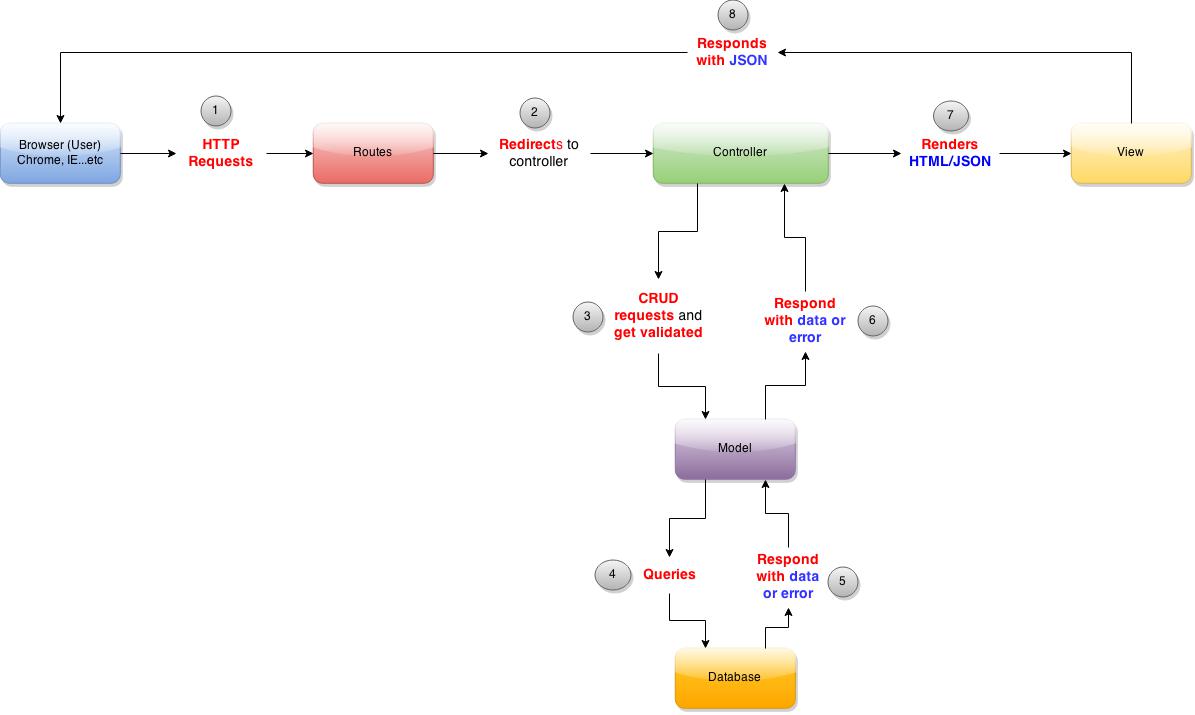 8
Responds
with JSON
1
HTTP
Requests
2
Redirects to
controller
7
Renders
HTML/JSON
Browser (User)
Chrome, IE...etc
Routes
Controller
View
3
CRUD
requests and
get validated
Respond
with data or
error
6
Model
4
Queries
Respond
with data
or error
5
Database